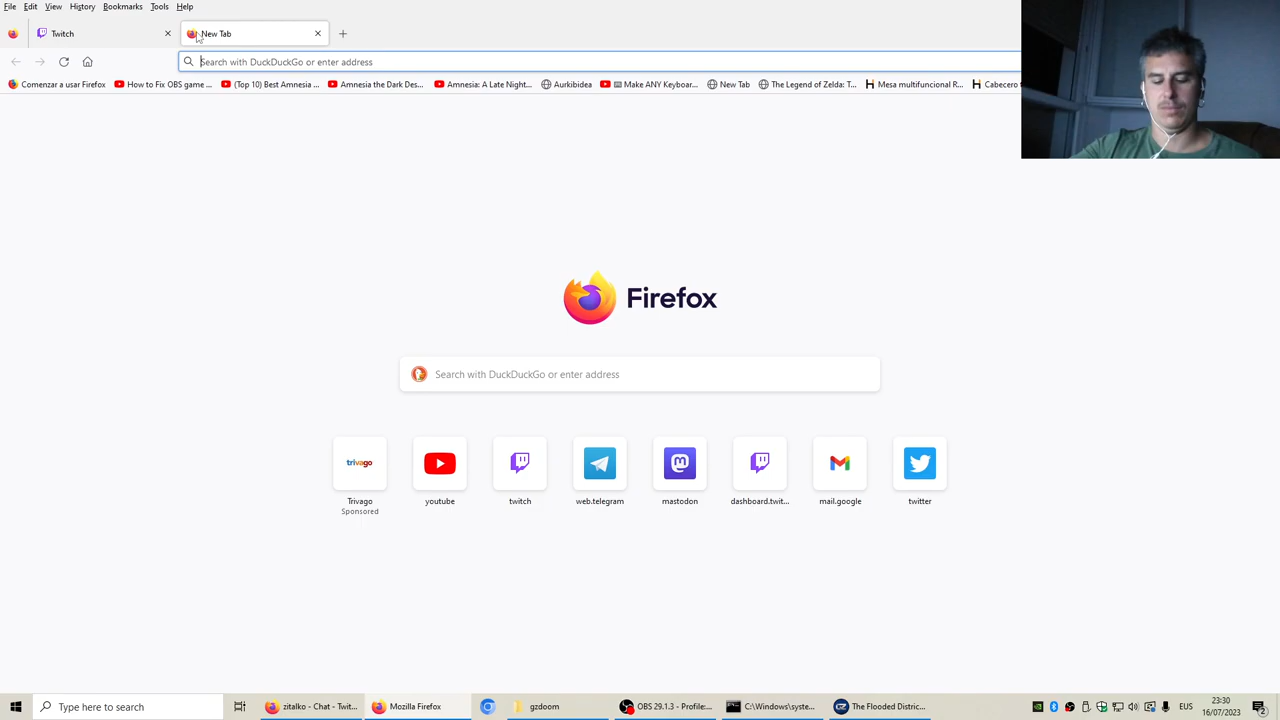 File Edit View History Bookmarks Tools Help
Twitch
New Tab
Search with DuckDuckGo or enter address
Comenzar a usar Firefox
How to Fix OBS game ...
(Top 10) Best Amnesia ...
Amnesia the Dark Des...
Amnesia: A Late Night...
Aurkibidea
Make ANY Keyboar...
New Tab
The Legend of Zelda: T...
Mesa multifuncional R...
Cabecero
Firefox
Search with DuckDuckGo or enter address
trivago
Trivago
Sponsored
youtube
twitch
web.telegram
mastodon
dashboard.twit...
mail.google
twitter
Type here to search
zitalko - Chat - Twit...
Mozilla Firefox
gzdoom
OBS 29.1.3 - Profile:...
C:\Windows\syste...
The Flooded Distric...
EUS
23:30
16/07/2023
2